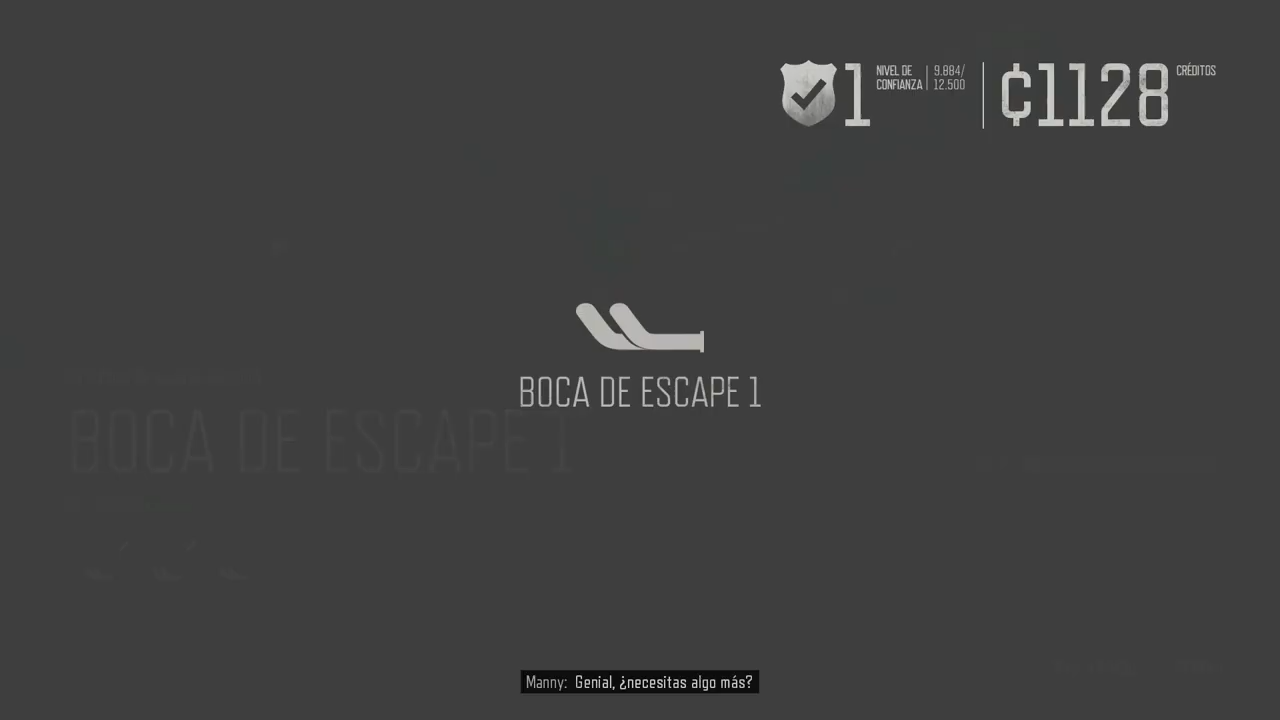 1 NIVEL DE CONFIANZA 9.884/ 12.500 ¢1128 CRÉDITOS
BOCA DE ESCAPE 1
BOCA DE ESCAPE 1
Manny: Genial, ¿necesitas algo más?